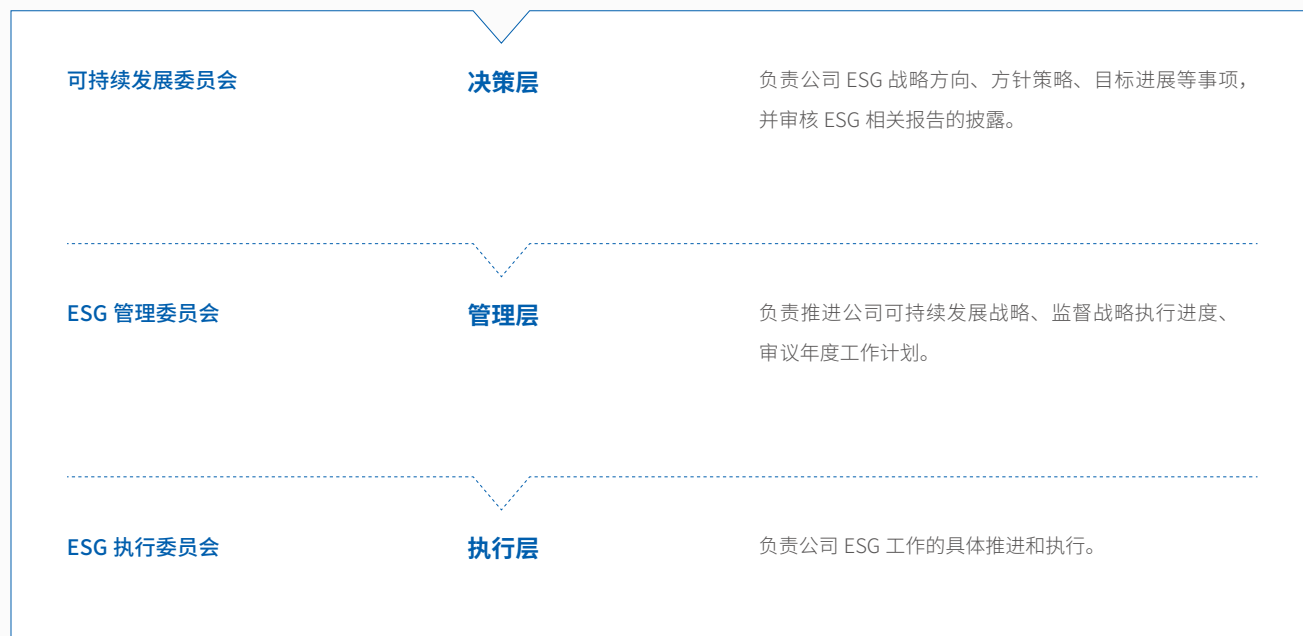 可持续发展委员会
决策层
负责公司 ESG 战略方向、方针策略、目标进展等事项，
并审核 ESG 相关报告的披露。
ESG 管理委员会
管理层
负责推进公司可持续发展战略、监督战略执行进度、
审议年度工作计划。
ESG 执行委员会
执行层
负责公司 ESG 工作的具体推进和执行。